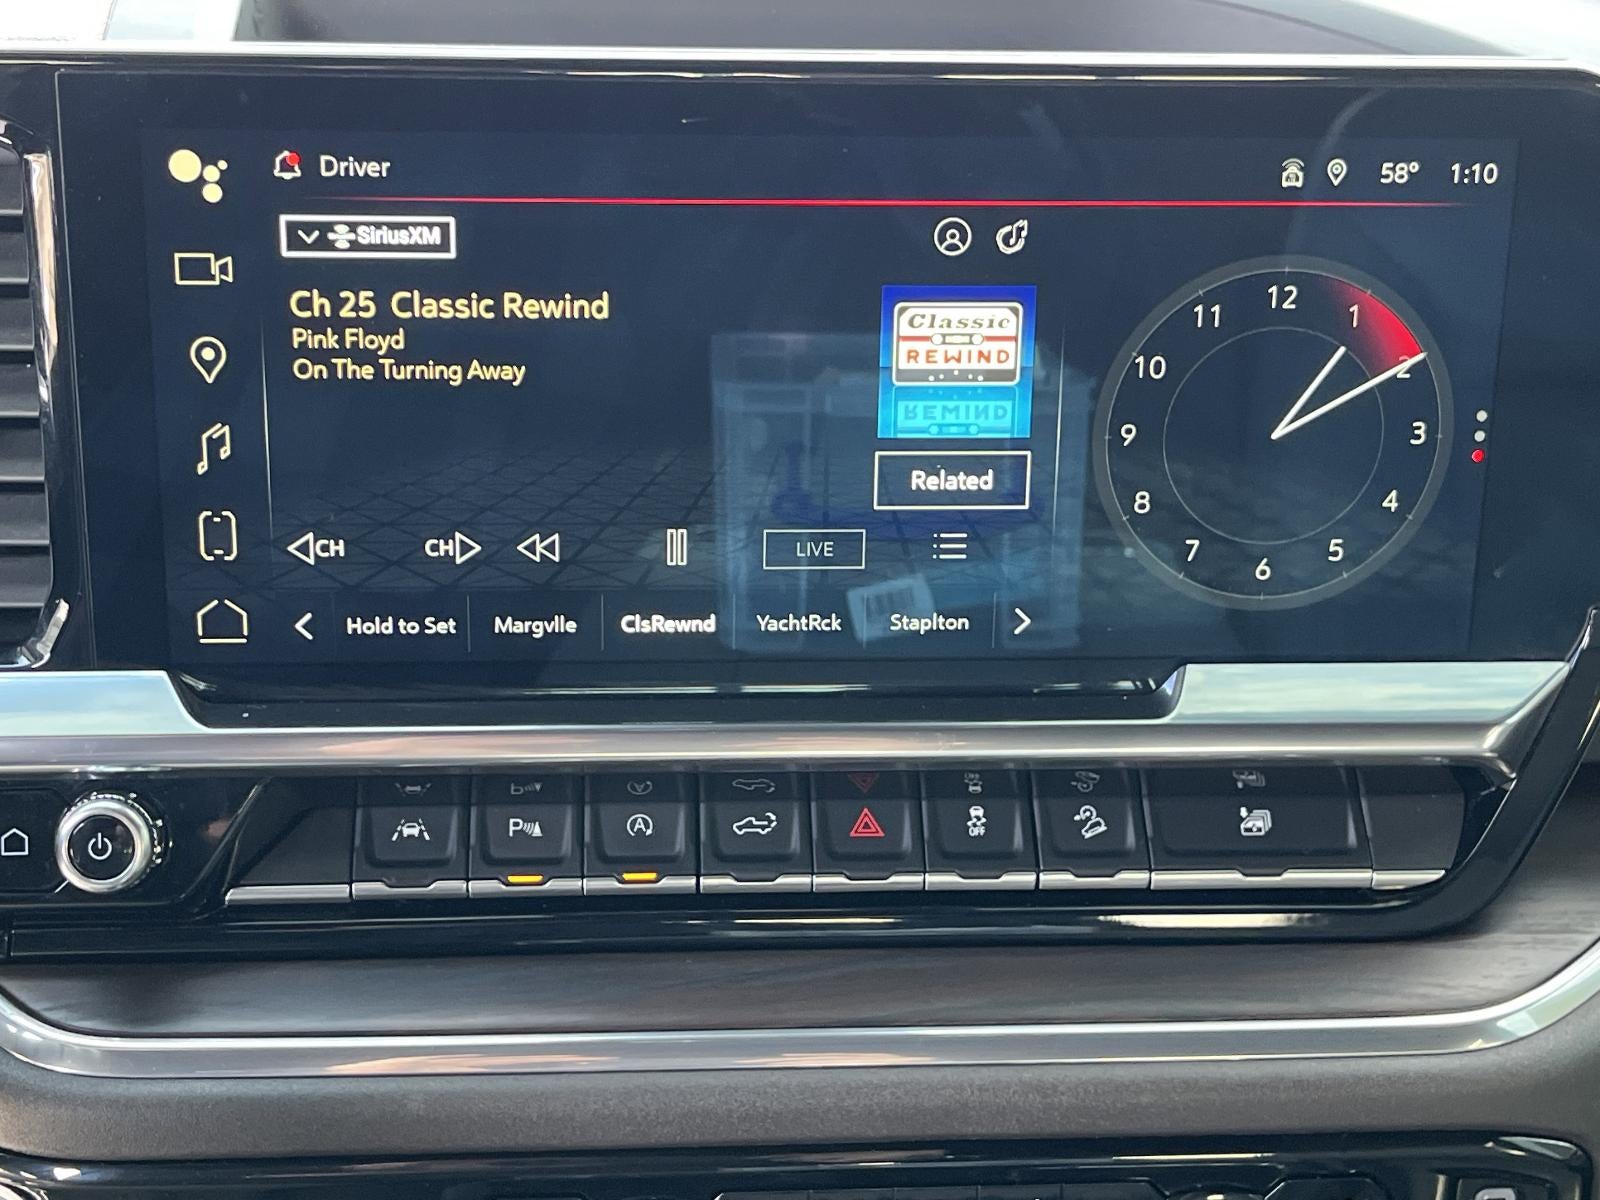 Driver
58° 1:10
SiriusXM
Ch 25 Classic Rewind
Pink Floyd
On The Turning Away
Classic
REWIND
Related
CH
CH
LIVE
Hold to Set
Margvlle
ClsRewnd
YachtRck
Staplton
12
1
2
3
4
5
6
7
8
9
10
11
P
A
OFF